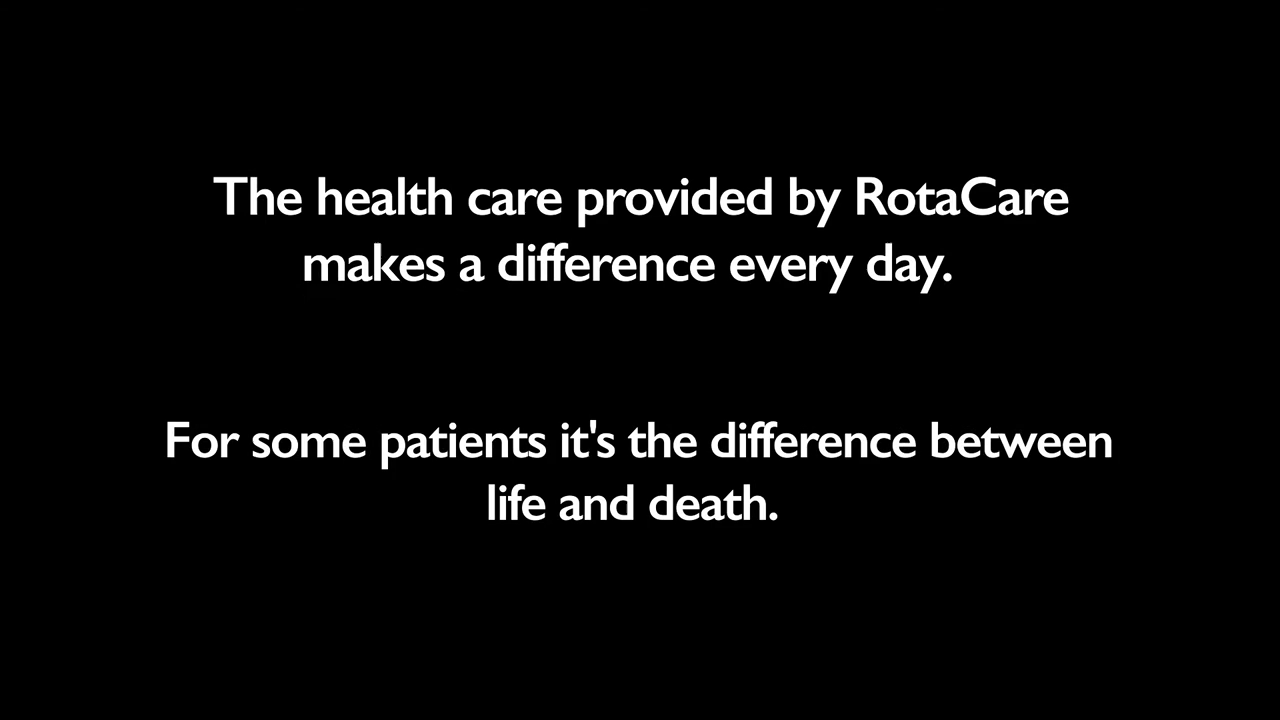 The health care provided by RotaCare
makes a difference every day.
For some patients it's the difference between
life and death.